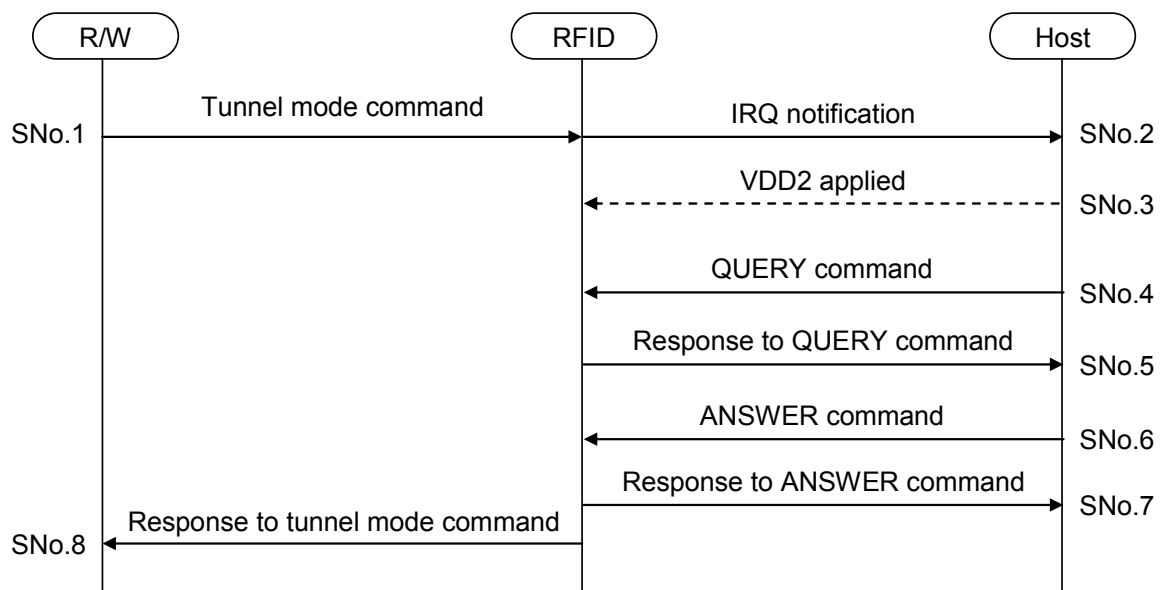 R/W
RFID
Host
Tunnel mode command
IRQ notification
SNo.1
SNo.2
VDD2 applied
SNo.3
QUERY command
SNo.4
Response to QUERY command
SNo.5
ANSWER command
SNo.6
Response to ANSWER command
SNo.7
Response to tunnel mode command
SNo.8